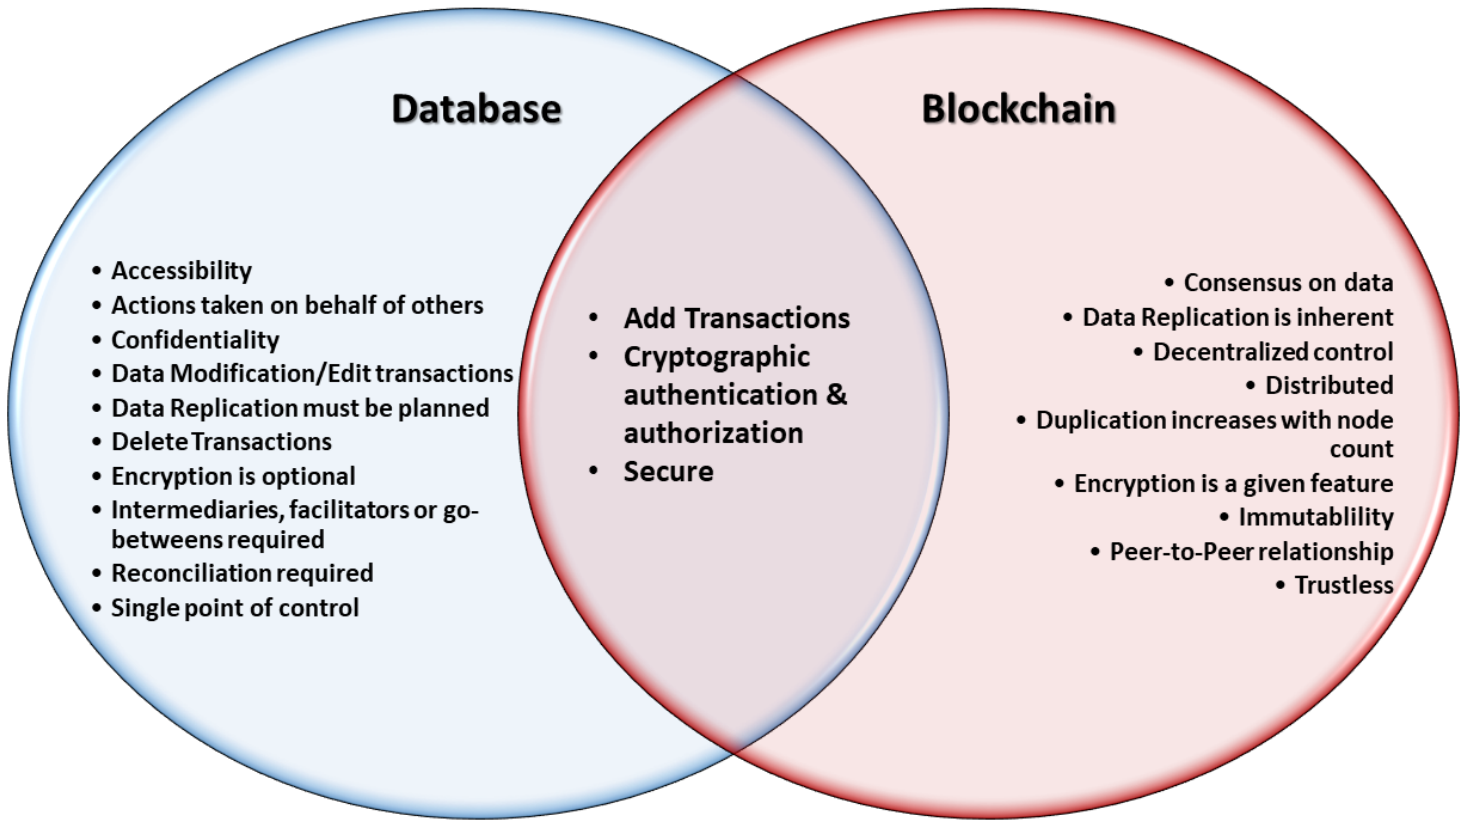 Database
• Accessibility
• Actions taken on behalf of others
• Confidentiality
• Data Modification/Edit transactions
• Data Replication must be planned
• Delete Transactions
• Encryption is optional
• Intermediaries, facilitators or go-
betweens required
• Reconciliation required
• Single point of control
• Add Transactions
• Cryptographic
authentication &
authorization
• Secure
Blockchain
• Consensus on data
• Data Replication is inherent
• Decentralized control
• Distributed
• Duplication increases with node
count
• Encryption is a given feature
• Immutablility
• Peer-to-Peer relationship
• Trustless